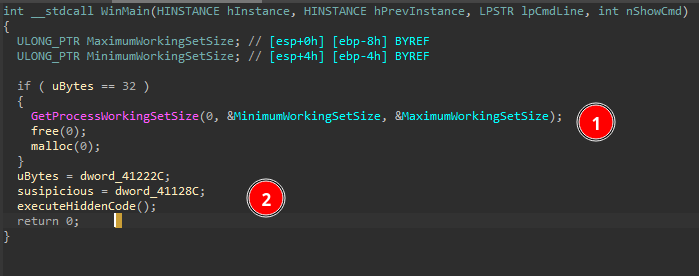 int __stdcall WinMain(HINSTANCE hInstance, HINSTANCE hPrevInstance, LPSTR lpCmdLine, int nShowCmd)
{
ULONG_PTR MaximumWorkingSetSize; // [esp+0h] [ebp-8h] BYREF
ULONG_PTR MinimumWorkingSetSize; // [esp+4h] [ebp-4h] BYREF
if ( uBytes == 32 )
{
GetProcessWorkingSetSize(0, &MinimumWorkingSetSize, &MaximumWorkingSetSize);
1
free(0);
malloc(0);
}
uBytes = dword_41222C;
susipicious = dword_41128C;
2
executeHiddenCode();
return 0;
}